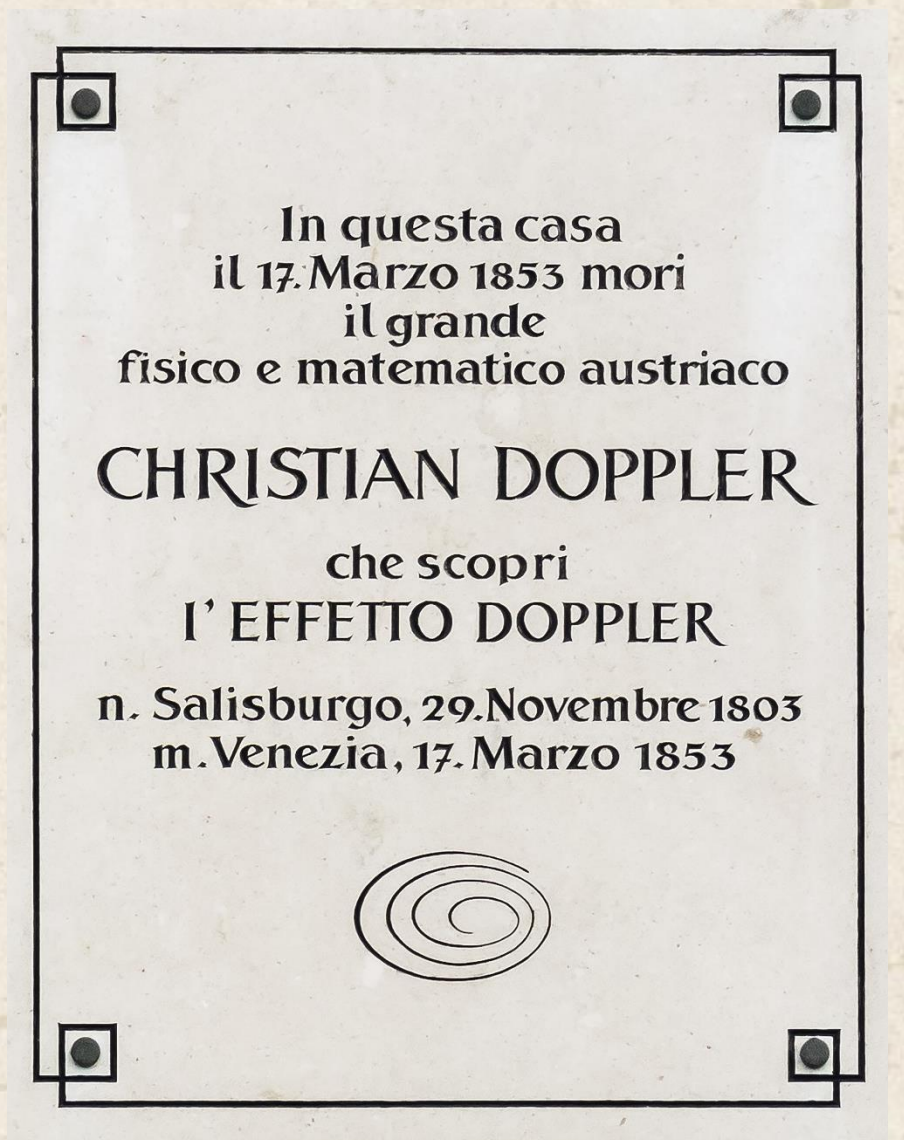 In questa casa
il 17. Marzo 1853 mori
il grande
fisico e matematico austriaco
CHRISTIAN DOPPLER
che scopri
l' EFFETTO DOPPLER
n. Salisburgo, 29. Novembre 1803
m. Venezia, 17. Marzo 1853